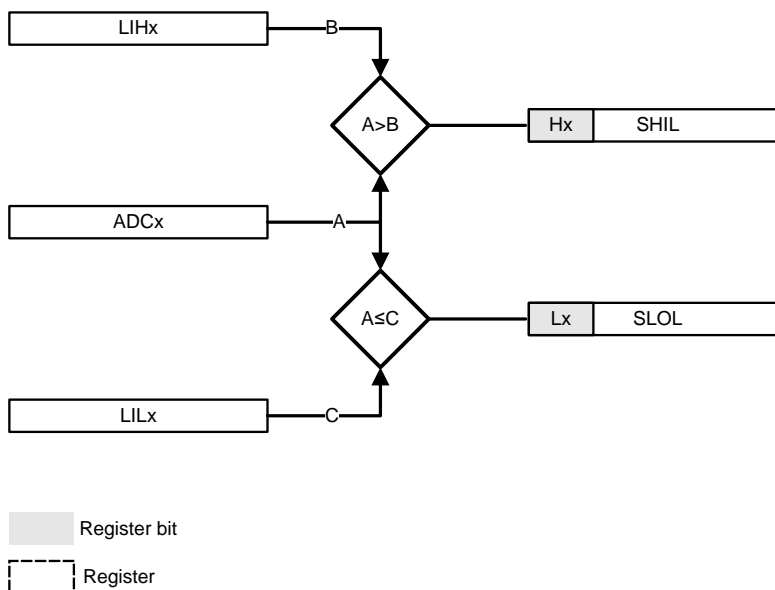 LIHx
B
A>B
Hx SHIL
ADCx
A
A≤C
Lx SLOL
LILx
C
Register bit
Register